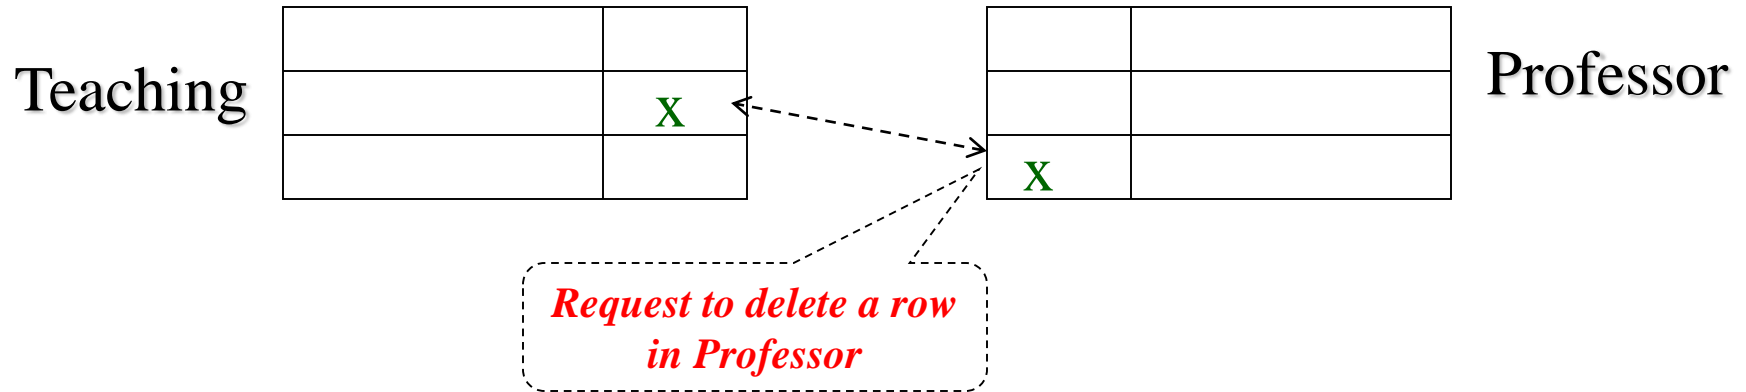 Teaching
x
x
Professor
Request to delete a row
in Professor